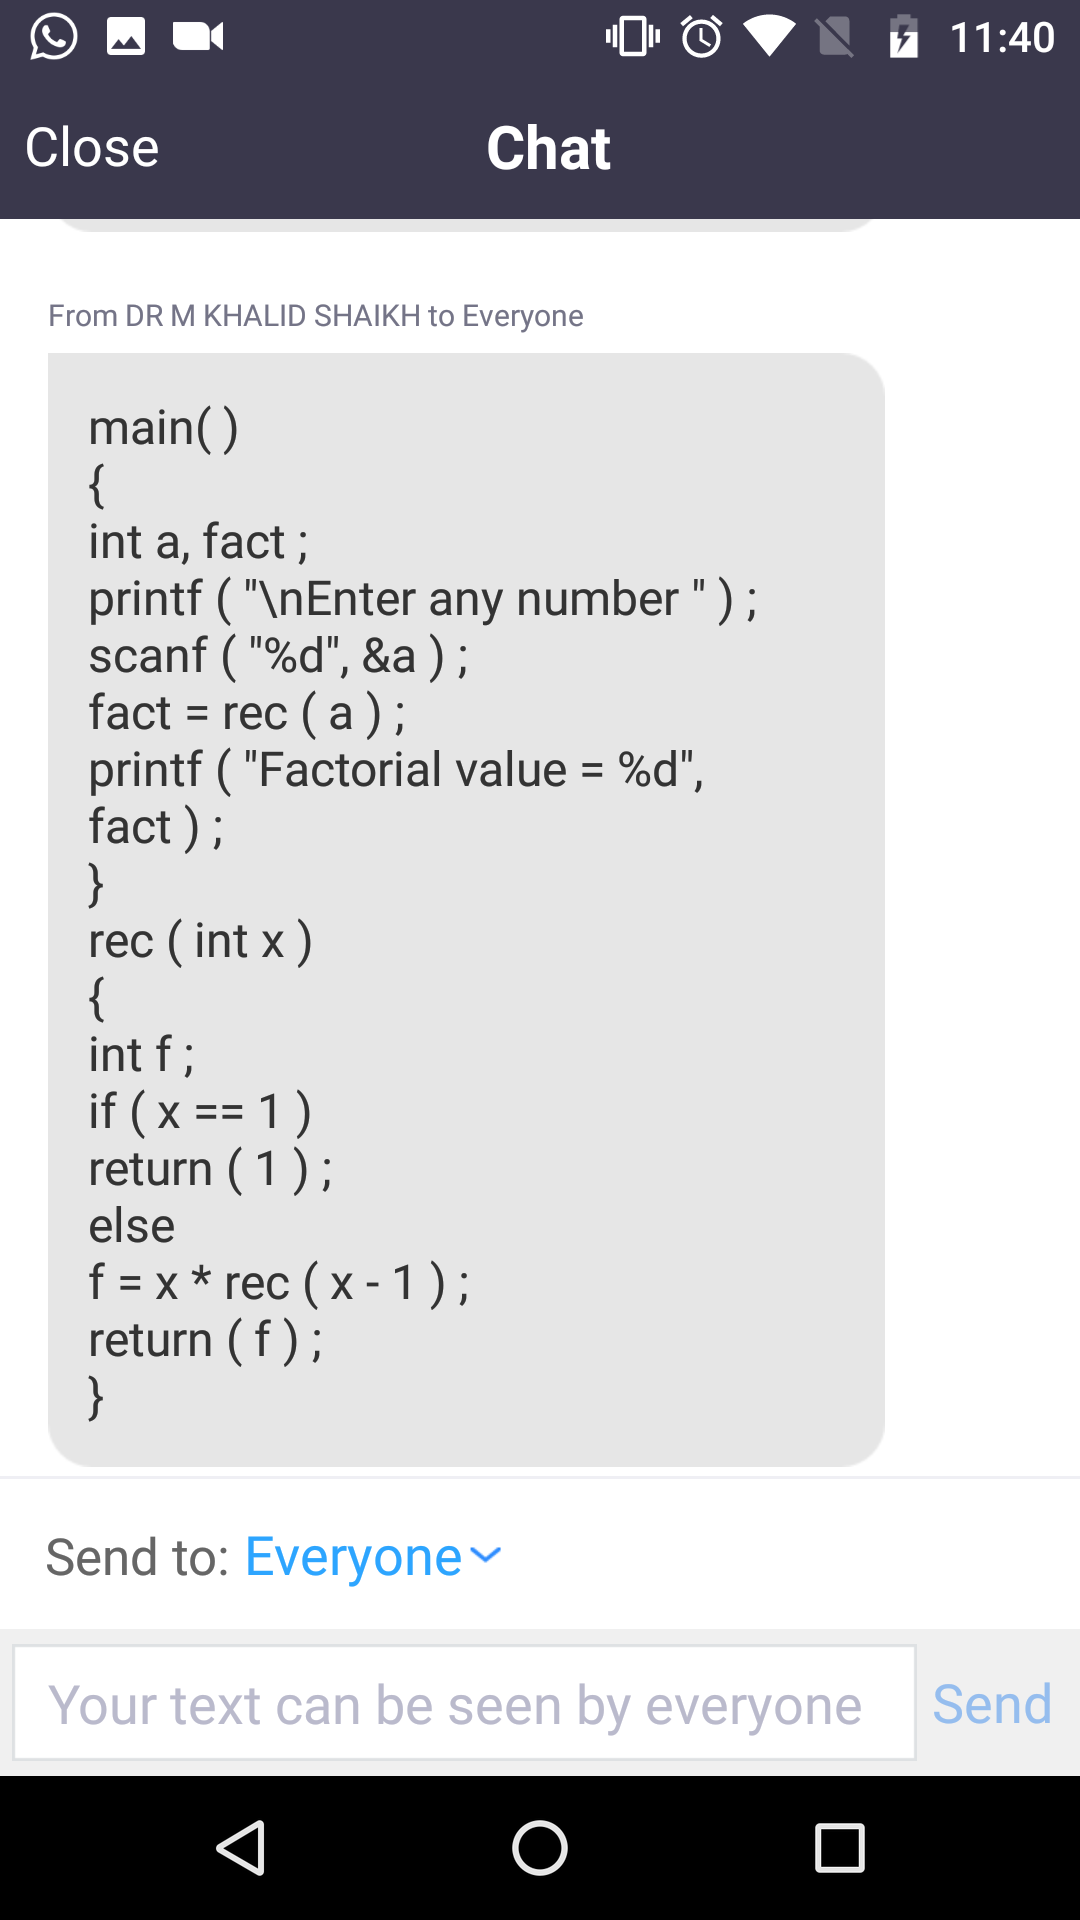 11:40
Close
Chat
From DR M KHALID SHAIKH to Everyone
main( )
{
int a, fact ;
printf ( "\nEnter any number " ) ;
scanf ( "%d", &a ) ;
fact = rec ( a ) ;
printf ( "Factorial value = %d",
fact ) ;
}
rec ( int x )
{
int f ;
if ( x == 1 )
return ( 1 ) ;
else
f = x * rec ( x - 1 ) ;
return ( f ) ;
}
Send to: Everyone
Your text can be seen by everyone
Send